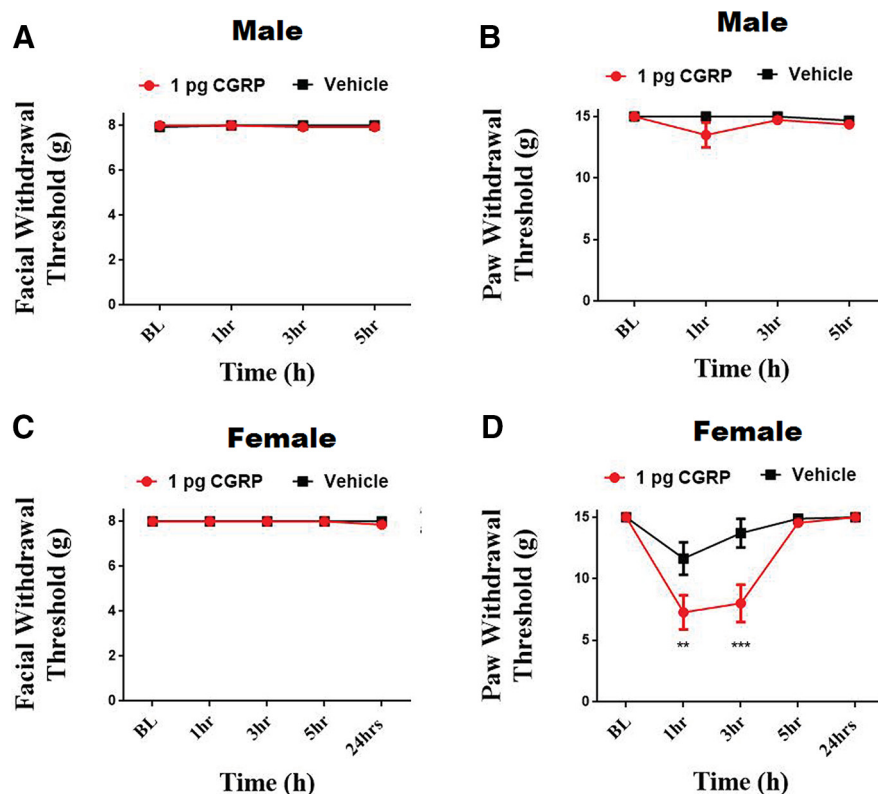 A
Male
1 pg CGRP Vehicle
Facial Withdrawal
Threshold (g)
8
6
4
2
0
BL 1hr 3hr 5hr
Time (h)
B
Male
1 pg CGRP Vehicle
Paw Withdrawal
Threshold (g)
15
10
5
0
BL 1hr 3hr 5hr
Time (h)
C
Female
1 pg CGRP Vehicle
Facial Withdrawal
Threshold (g)
8
6
4
2
0
BL 1hr 3hr 5hr 24hrs
Time (h)
D
Female
1 pg CGRP Vehicle
Paw Withdrawal
Threshold (g)
15
10
5
0
** ***
BL 1hr 3hr 5hr 24hrs
Time (h)